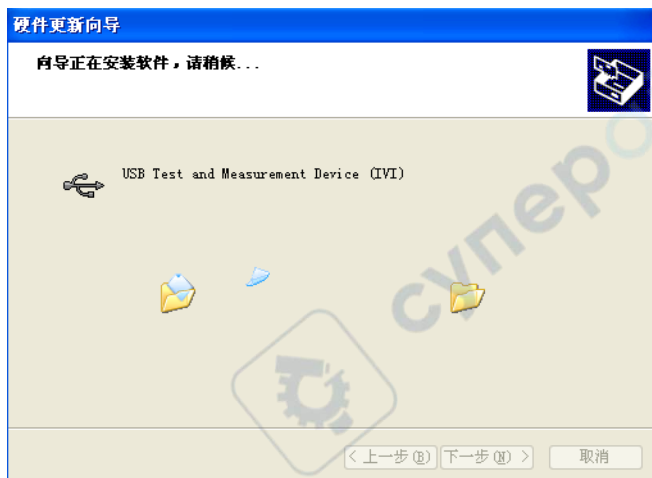 硬件更新向导
向导正在安装软件，请稍候...
USB Test and Measurement Device (IVI)
супер
< 上一步(B) 下一步(N) > 取消